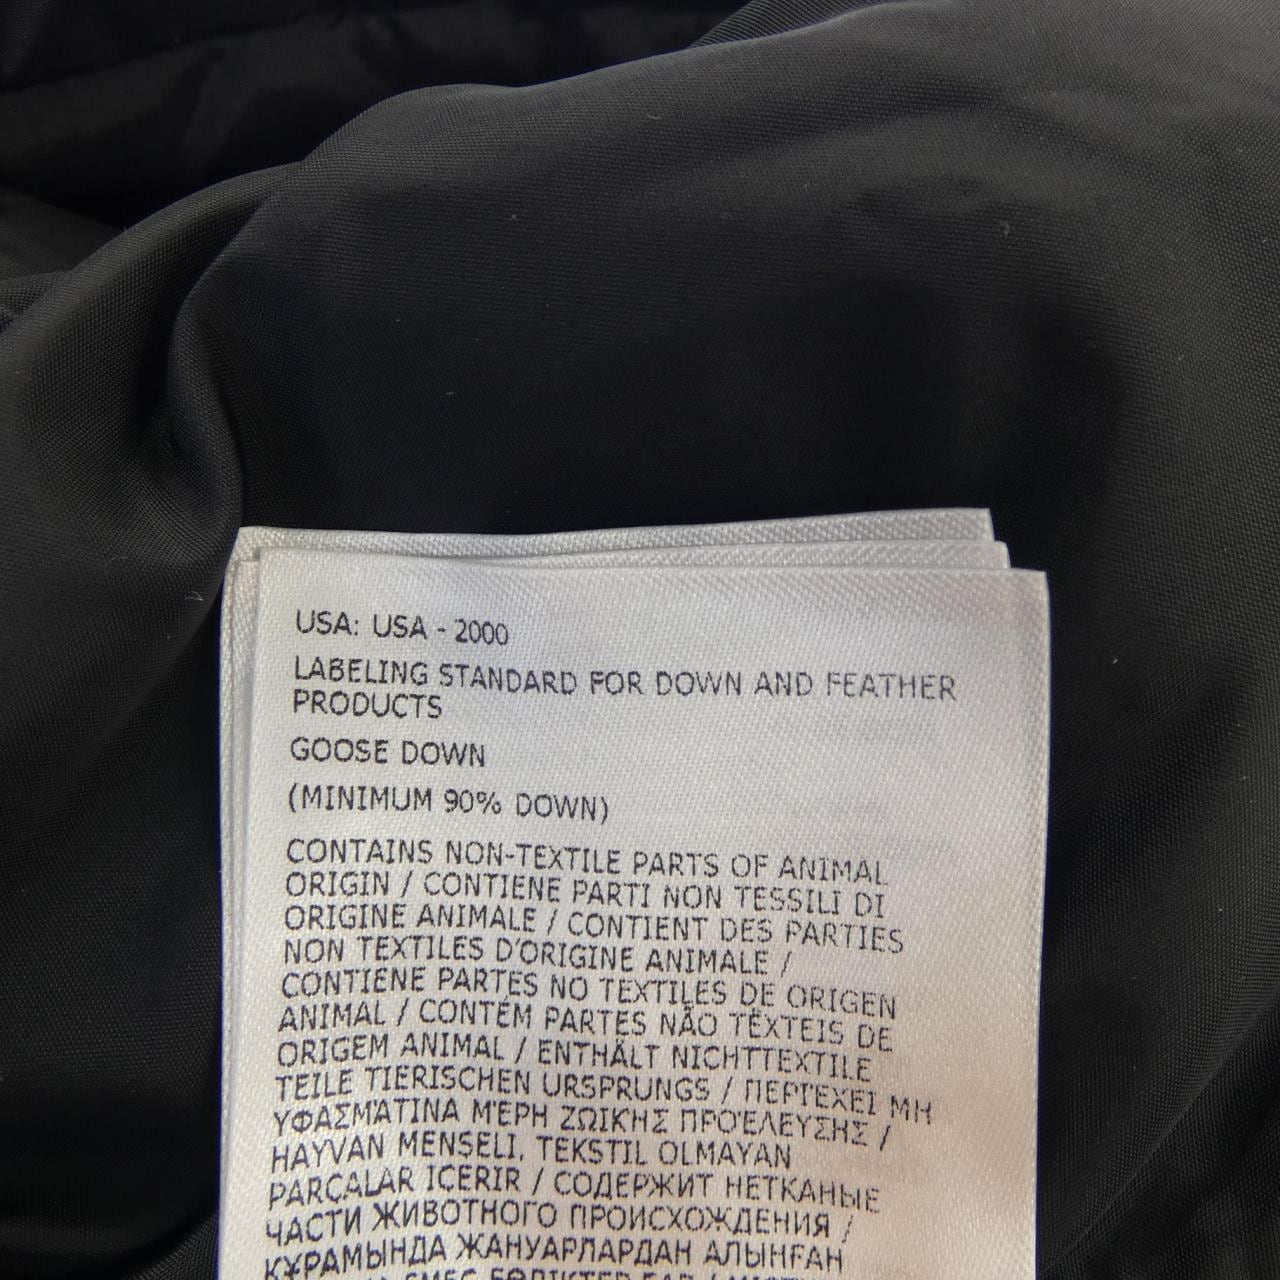 USA: USA - 2000
LABELING STANDARD FOR DOWN AND FEATHER
PRODUCTS
GOOSE DOWN
(MINIMUM 90% DOWN)
CONTAINS NON-TEXTILE PARTS OF ANIMAL
ORIGIN / CONTIENE PARTI NON TESSILI DI
ORIGINE ANIMALE / CONTIENT DES PARTIES
NON TEXTILES D'ORIGINE ANIMALE /
CONTIENE PARTES NO TEXTILES DE ORIGEN
ANIMAL / CONTÉM PARTES NÃO TÊXTEIS DE
ORIGEM ANIMAL / ENTHÄLT NICHTTEXTILE
TEILE TIERISCHEN URSPRUNGS / ΠΕΡΙΈΧΕΙ ΜΗ
ΥΦΑΣΜΆΤΙΝΑ ΜΈΡΗ ΖΩΙΚΗΣ ΠΡΟΈΛΕΥΣΗΣ /
HAYVAN MENŞELI, TEKSTIL OLMAYAN
PARÇALAR IÇERIR / СОДЕРЖИТ НЕТКАНЫЕ
ЧАСТИ ЖИВОТНОГО ПРОИСХОЖДЕНИЯ /
ҚҰРАМЫНДА ЖАНУАРЛАРДАН АЛЫНҒАН